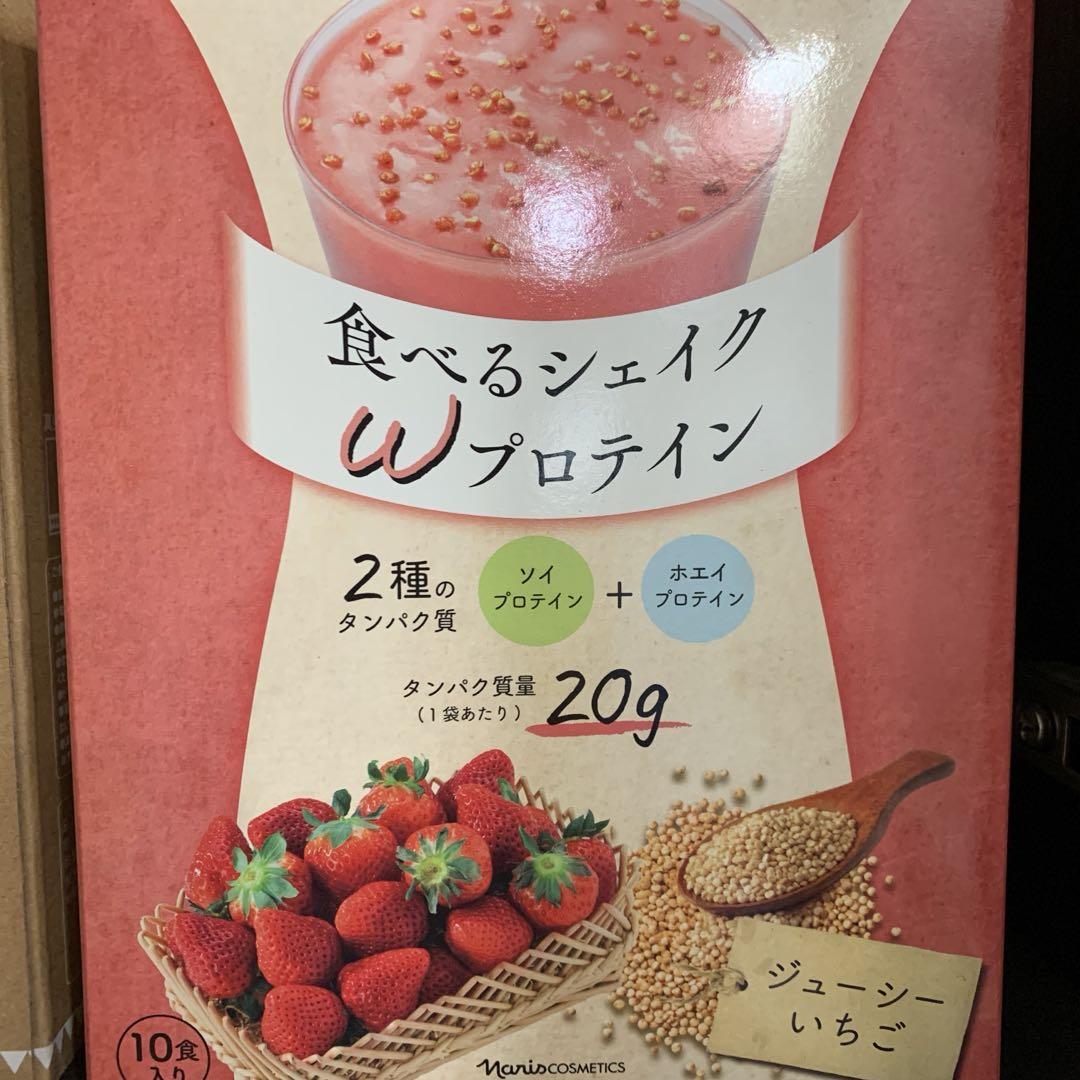 食べるシェイク
Wプロテイン
2種の
タンパク質
ソイ
プロテイン
+
ホエイ
プロテイン
タンパク質量
(1袋あたり)
20g
ジューシー
いちご
10食
入り
naris COSMETICS